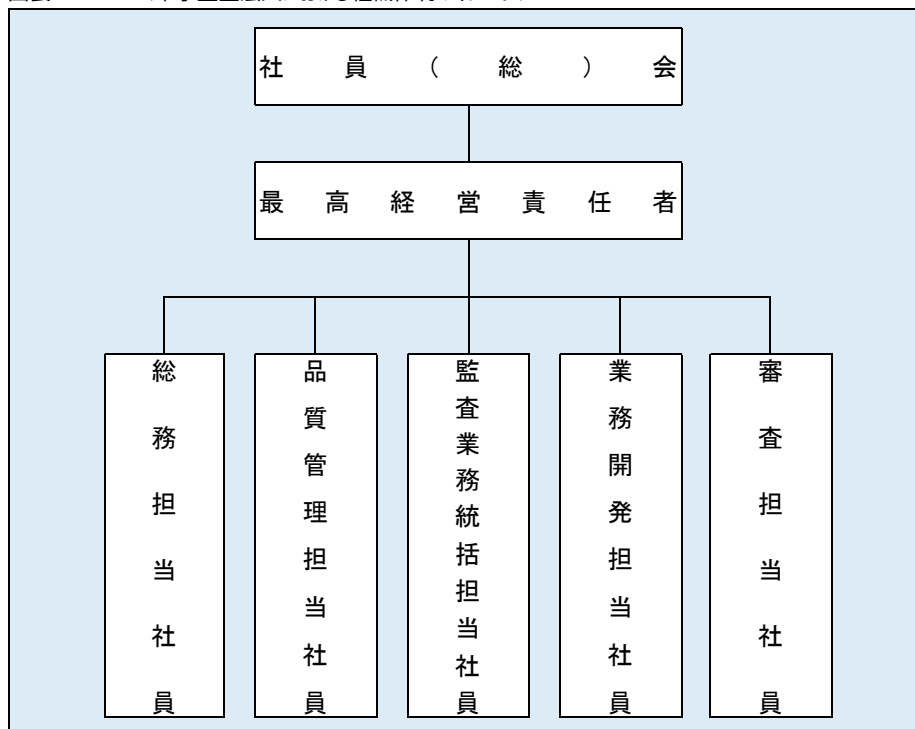 社員（総）会
最高経営責任者
総務担当社員
品質管理担当社員
監査業務統括担当社員
業務開発担当社員
審査担当社員